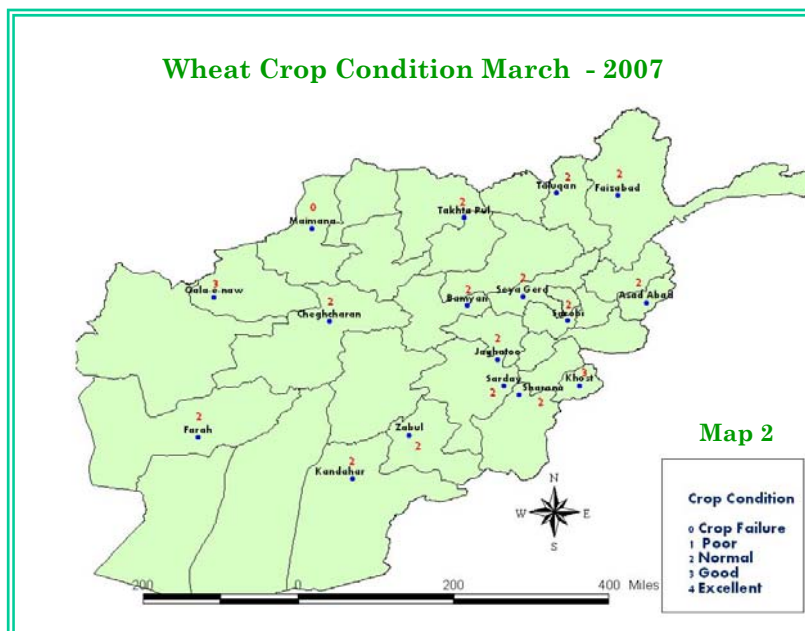 Wheat Crop Condition March - 2007
2
Taluqan
2
Faizabad
0
Maimana
2
Takhta Pul
3
Qala e naw
2
Cheghcharan
2
Bamyan
2
Seya Gerd
2
Sarobi
2
Asad Abad
2
Jaghatoo
Sarday
2
Sharana
2
3
Khost
2
Farah
Zabul
2
2
Kandahar
Map 2
N
W E
S
Crop Condition
0 Crop Failure
1 Poor
2 Normal
3 Good
4 Excellent
200 0 200 400 Miles